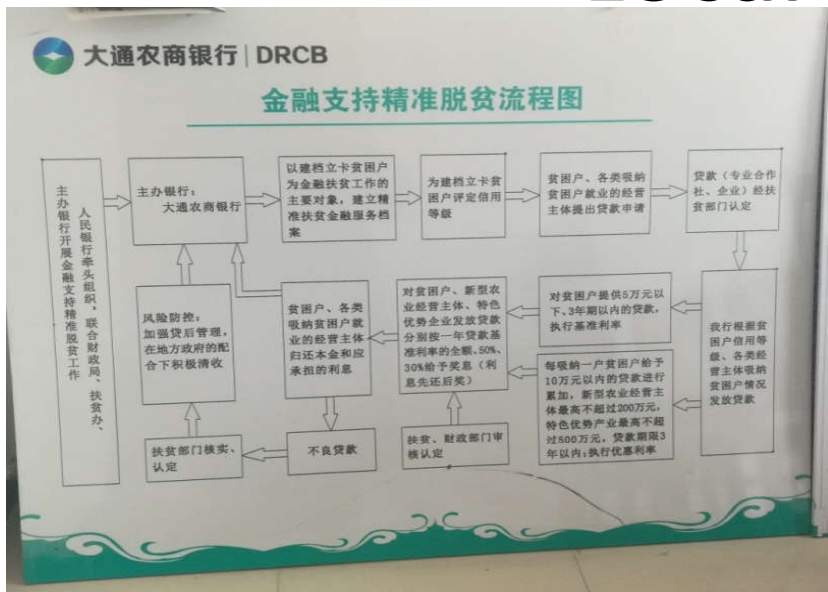 大通农商银行 | DRCB
金融支持精准脱贫流程图
人民银行牵头组织，联合财政局、扶贫办、
主办银行开展金融支持精准脱贫工作
主办银行：
大通农商银行
以建档立卡贫困户
为金融扶贫工作的
主要对象，建立精
准扶贫金融服务档
案
为建档立卡贫
困户评定信用
等级
贫困户、各类吸纳
贫困户就业的经营
主体提出贷款申请
贷款（专业合作
社、企业）经扶
贫部门认定
我行根据贫
困户信用等
级、各类经
营主体吸纳
贫困户情况
发放贷款
对贫困户提供5万元以
下、3年期以内的贷款，
执行基准利率
每吸纳一户贫困户给予
10万元以内的贷款进行
累加，新型农业经营主
体最高不超过200万元，
特色优势产业最高不超
过500万元，贷款期限3
年以内；执行优惠利率
对贫困户、新型农
业经营主体、特色
优势企业发放贷款
分别按一年贷款基
准利率的全额、50%、
30%给予奖息（利
息先还后奖）
扶贫、财政部门审
核认定
贫困户、各类
吸纳贫困户就
业的经营主体
归还本金和应
承担的利息
不良贷款
扶贫部门核实、
认定
风险防控：
加强贷后管理，
在地方政府的配
合下积极清收